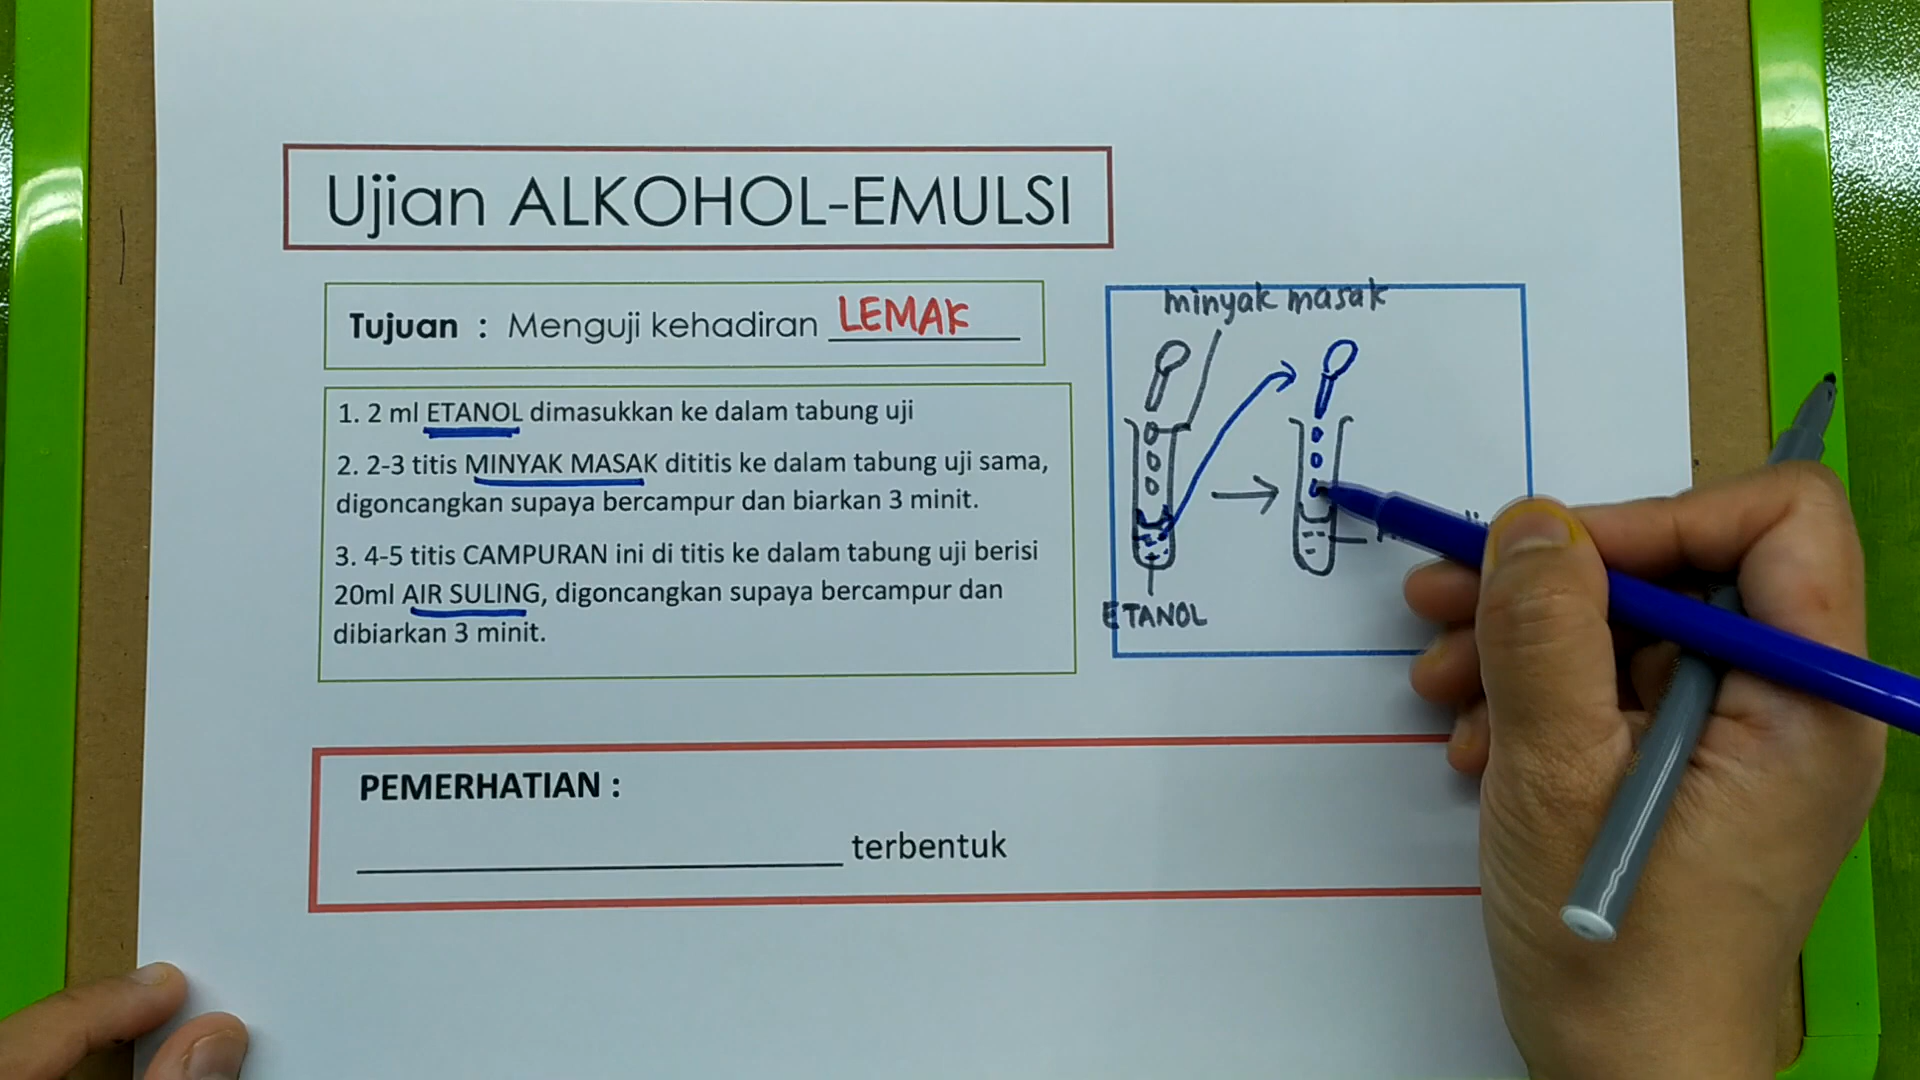 Ujian ALKOHOL-EMULSI
Tujuan : Menguji kehadiran LEMAK
1. 2 ml ETANOL dimasukkan ke dalam tabung uji
2. 2-3 titis MINYAK MASAK dititis ke dalam tabung uji sama,
digoncangkan supaya bercampur dan biarkan 3 minit.
3. 4-5 titis CAMPURAN ini di titis ke dalam tabung uji berisi
20ml AIR SULING, digoncangkan supaya bercampur dan
dibiarkan 3 minit.
minyak masak
ETANOL
PEMERHATIAN :
terbentuk